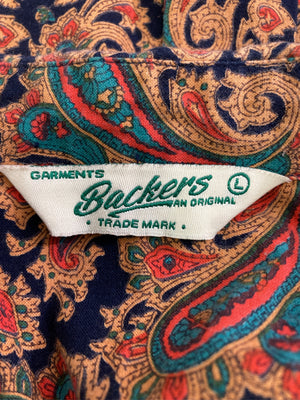 GARMENTS
Backers L
AN ORIGINAL
• TRADE MARK •